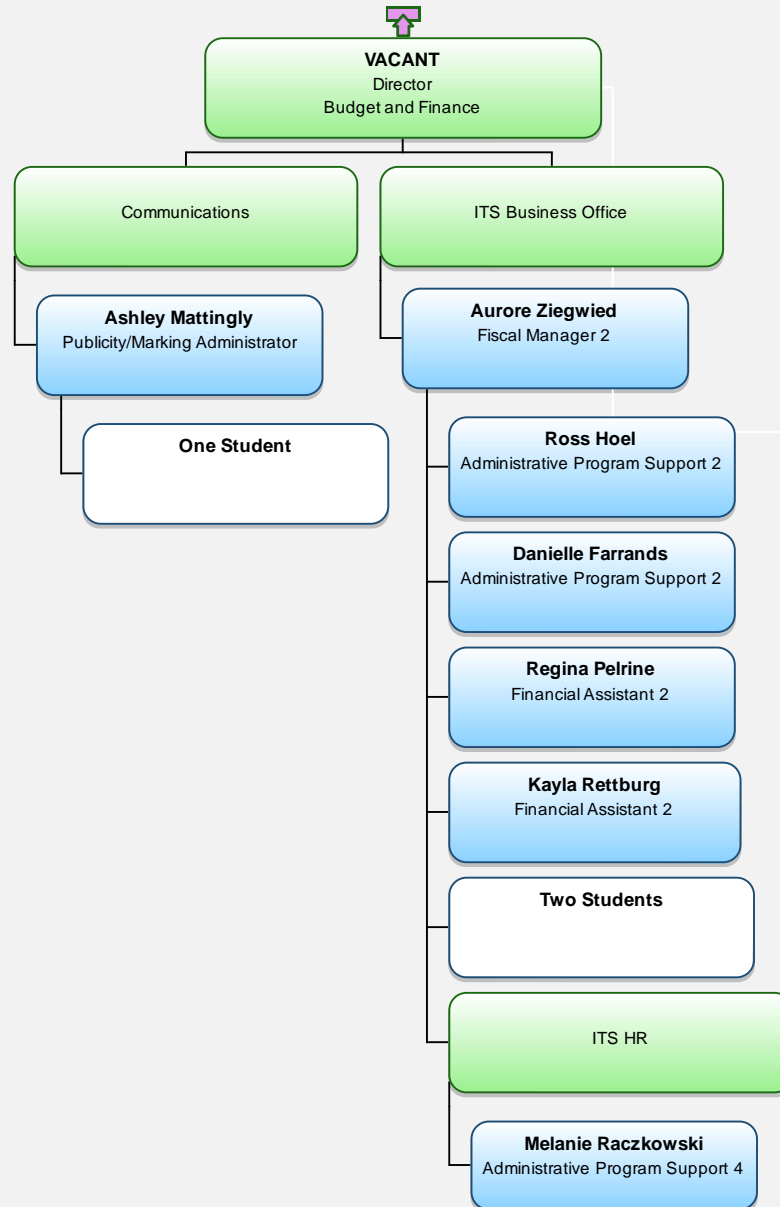 VACANT
Director
Budget and Finance
Communications
ITS Business Office
Ashley Mattingly
Publicity/Marking Administrator
Aurore Ziegwied
Fiscal Manager 2
One Student
Ross Hoel
Administrative Program Support 2
Danielle Farrands
Administrative Program Support 2
Regina Pelrine
Financial Assistant 2
Kayla Rettburg
Financial Assistant 2
Two Students
ITS HR
Melanie Raczkowski
Administrative Program Support 4